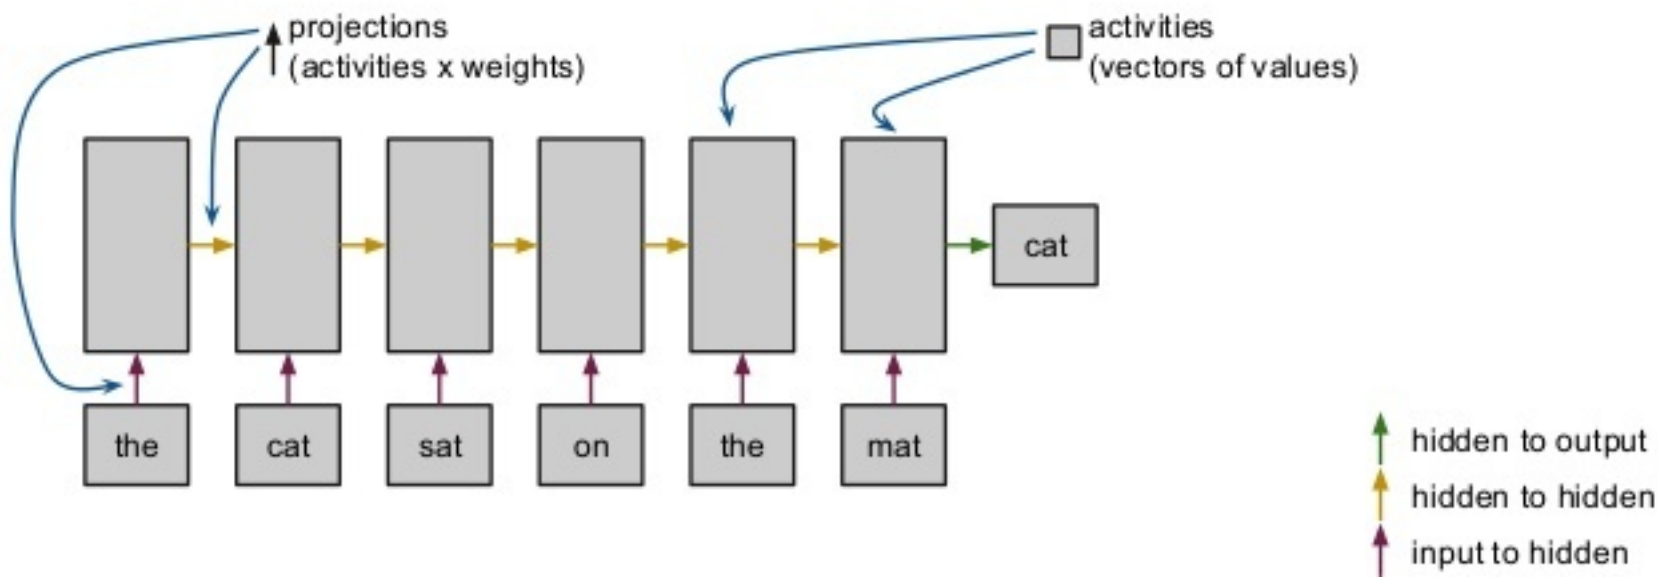 projections
(activities x weights)
activities
(vectors of values)
cat
the
cat
sat
on
the
mat
hidden to output
hidden to hidden
input to hidden